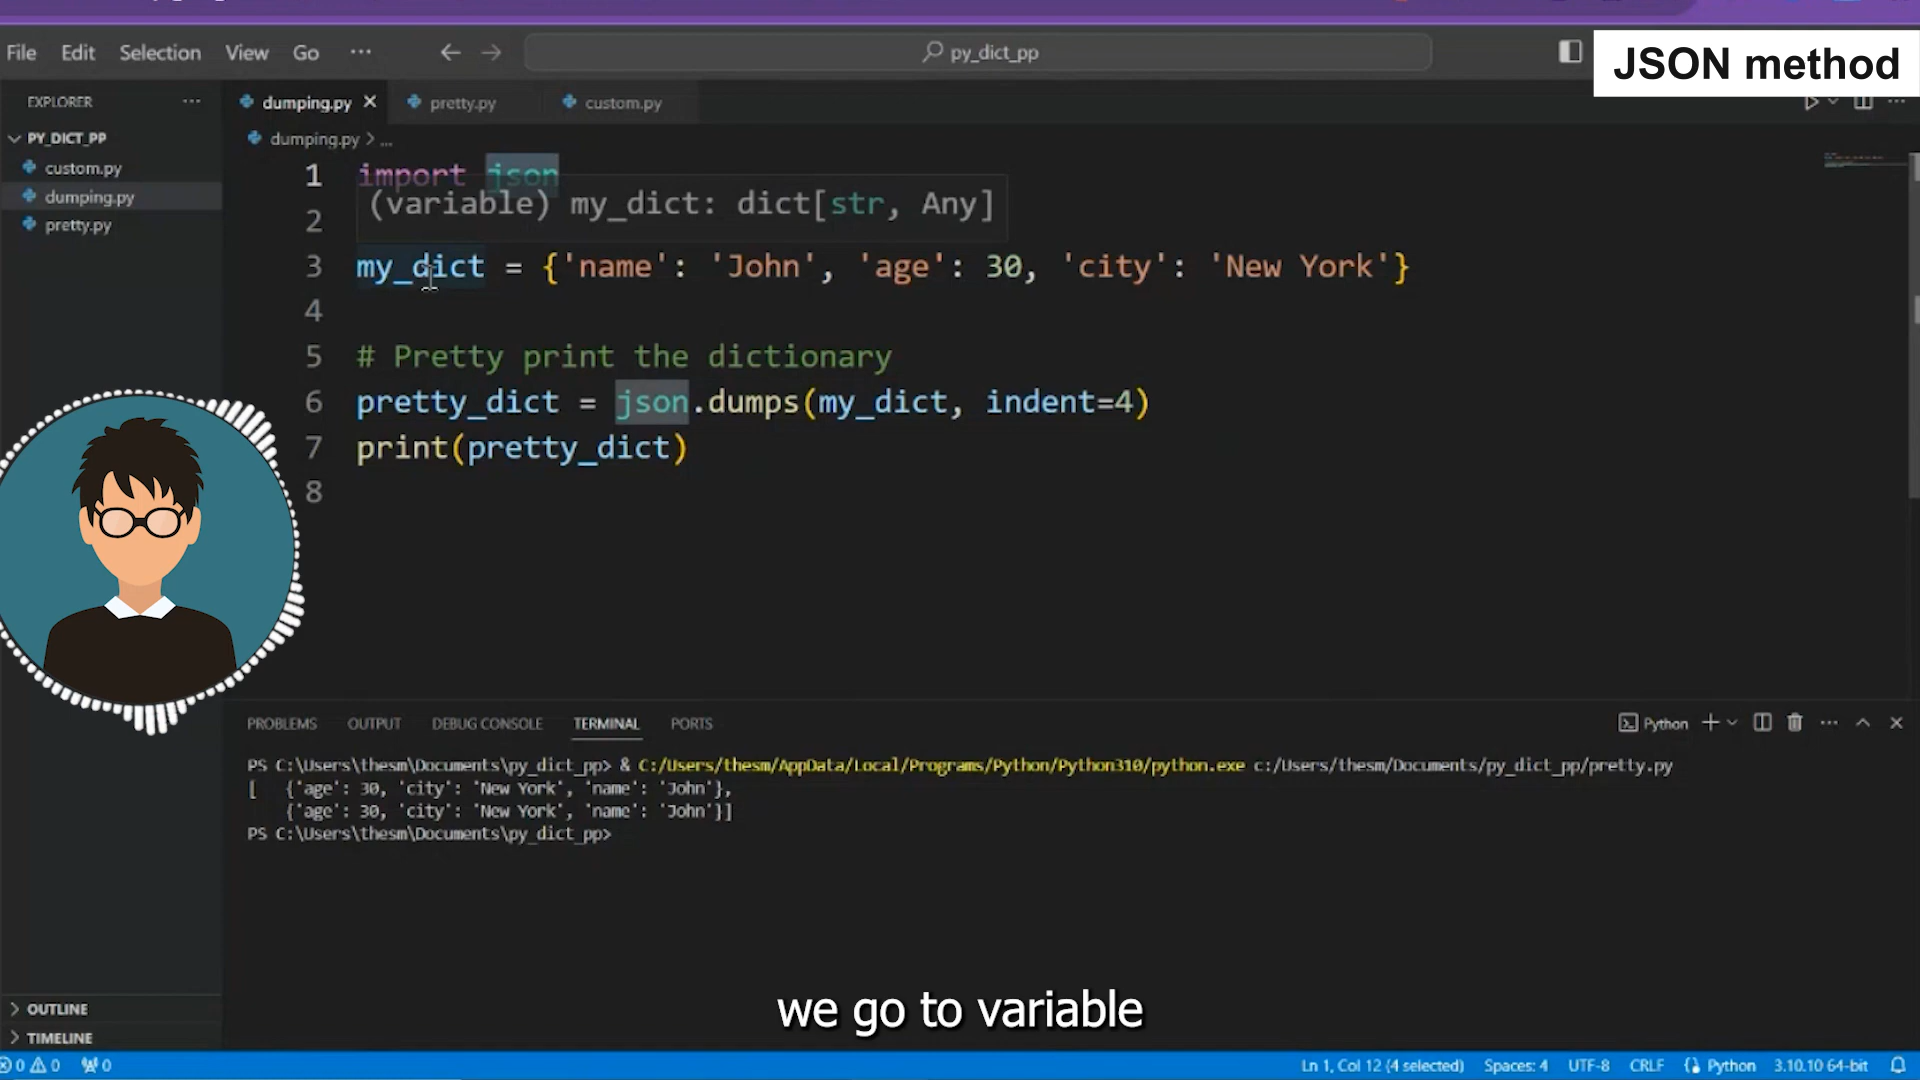 File Edit Selection View Go ··· py_dict_pp
JSON method
EXPLORER ···
dumping.py pretty.py custom.py
PY_DICT_PP
custom.py
dumping.py
pretty.py
dumping.py > ...
1 import json
(variable) my_dict: dict[str, Any]
2
3 my_dict = {'name': 'John', 'age': 30, 'city': 'New York'}
4
5 # Pretty print the dictionary
6 pretty_dict = json.dumps(my_dict, indent=4)
7 print(pretty_dict)
8
PROBLEMS OUTPUT DEBUG CONSOLE TERMINAL PORTS Python
PS C:\Users\thesm\Documents\py_dict_pp> & C:/Users/thesm/AppData/Local/Programs/Python/Python310/python.exe c:/Users/thesm/Documents/py_dict_pp/pretty.py
[   {'age': 30, 'city': 'New York', 'name': 'John'},
    {'age': 30, 'city': 'New York', 'name': 'John'}]
PS C:\Users\thesm\Documents\py_dict_pp>
we go to variable
OUTLINE
TIMELINE
0 0 0 Ln 1, Col 12 (4 selected) Spaces: 4 UTF-8 CRLF Python 3.10.10 64-bit